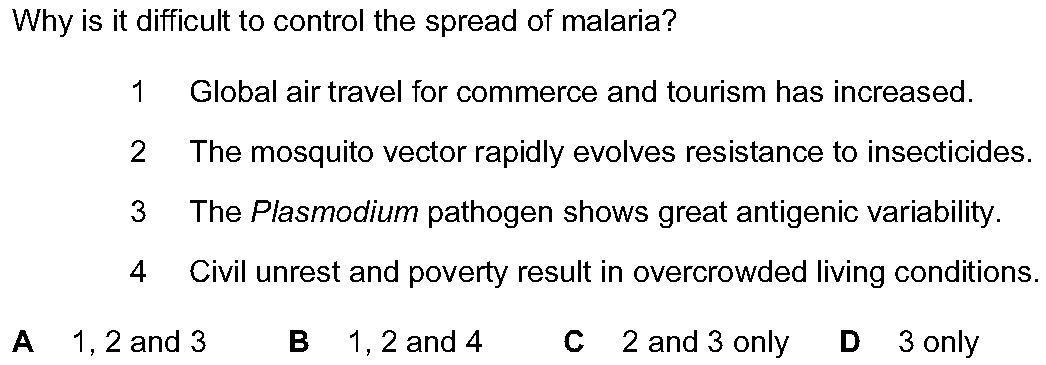 Why is it difficult to control the spread of malaria?
1 Global air travel for commerce and tourism has increased.
2 The mosquito vector rapidly evolves resistance to insecticides.
3 The Plasmodium pathogen shows great antigenic variability.
4 Civil unrest and poverty result in overcrowded living conditions.
A 1, 2 and 3 B 1, 2 and 4 C 2 and 3 only D 3 only